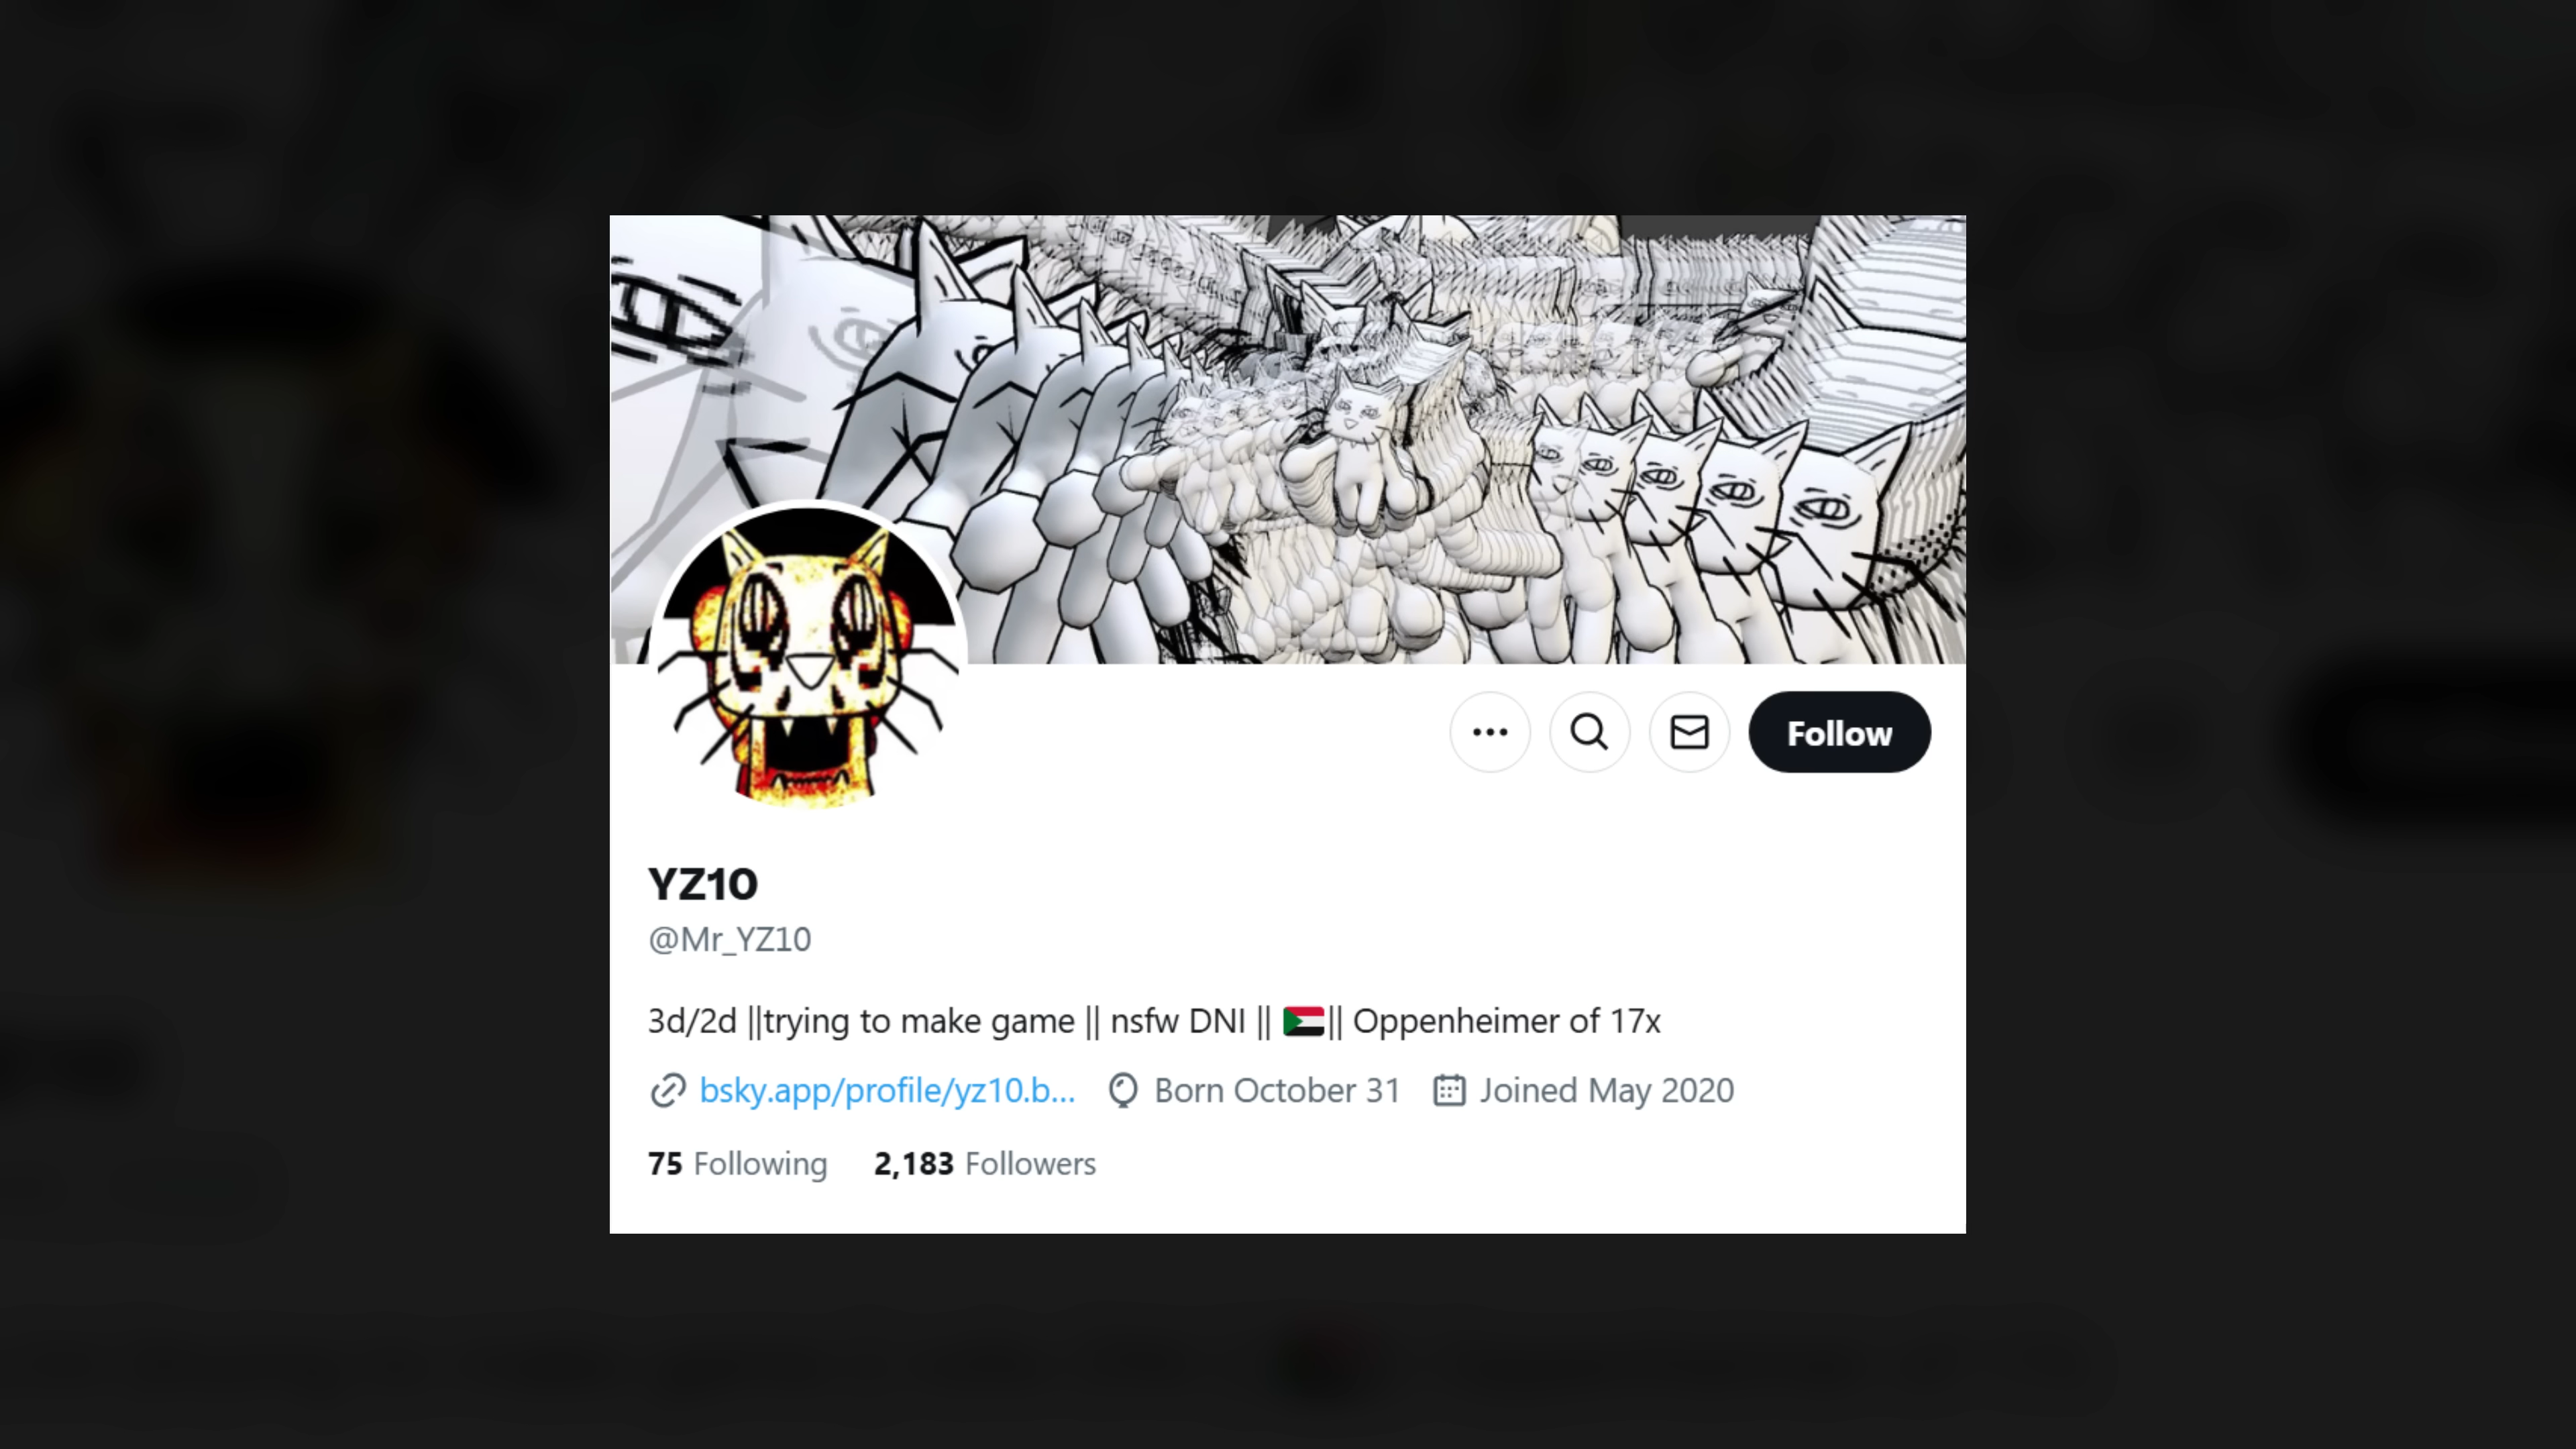 Follow
YZ10
@Mr_YZ10
3d/2d ||trying to make game || nsfw DNI || 🇸🇩|| Oppenheimer of 17x
bsky.app/profile/yz10.b... Born October 31 Joined May 2020
75 Following 2,183 Followers